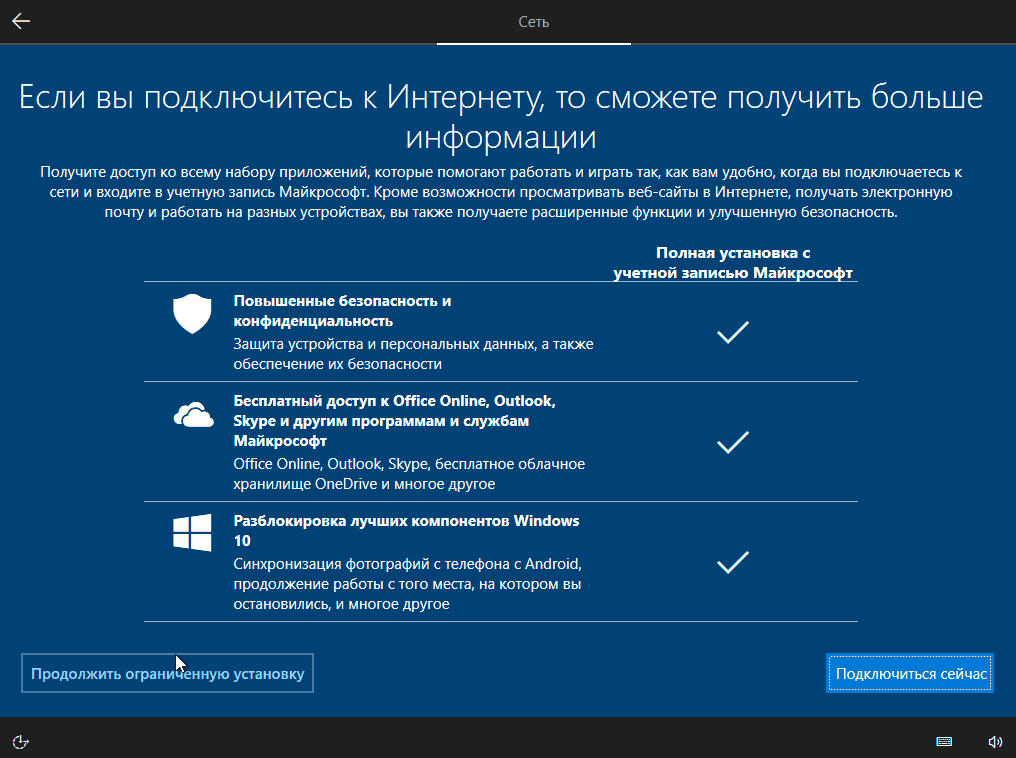 Сеть
Если вы подключитесь к Интернету, то сможете получить больше
информации
Получите доступ ко всему набору приложений, которые помогают работать и играть так, как вам удобно, когда вы подключаетесь к
сети и входите в учетную запись Майкрософт. Кроме возможности просматривать веб-сайты в Интернете, получать электронную
почту и работать на разных устройствах, вы также получаете расширенные функции и улучшенную безопасность.
Полная установка с
учетной записью Майкрософт
Повышенные безопасность и
конфиденциальность
Защита устройства и персональных данных, а также
обеспечение их безопасности
Бесплатный доступ к Office Online, Outlook,
Skype и другим программам и службам
Майкрософт
Office Online, Outlook, Skype, бесплатное облачное
хранилище OneDrive и многое другое
Разблокировка лучших компонентов Windows
10
Синхронизация фотографий с телефона с Android,
продолжение работы с того места, на котором вы
остановились, и многое другое
Продолжить ограниченную установку
Подключиться сейчас